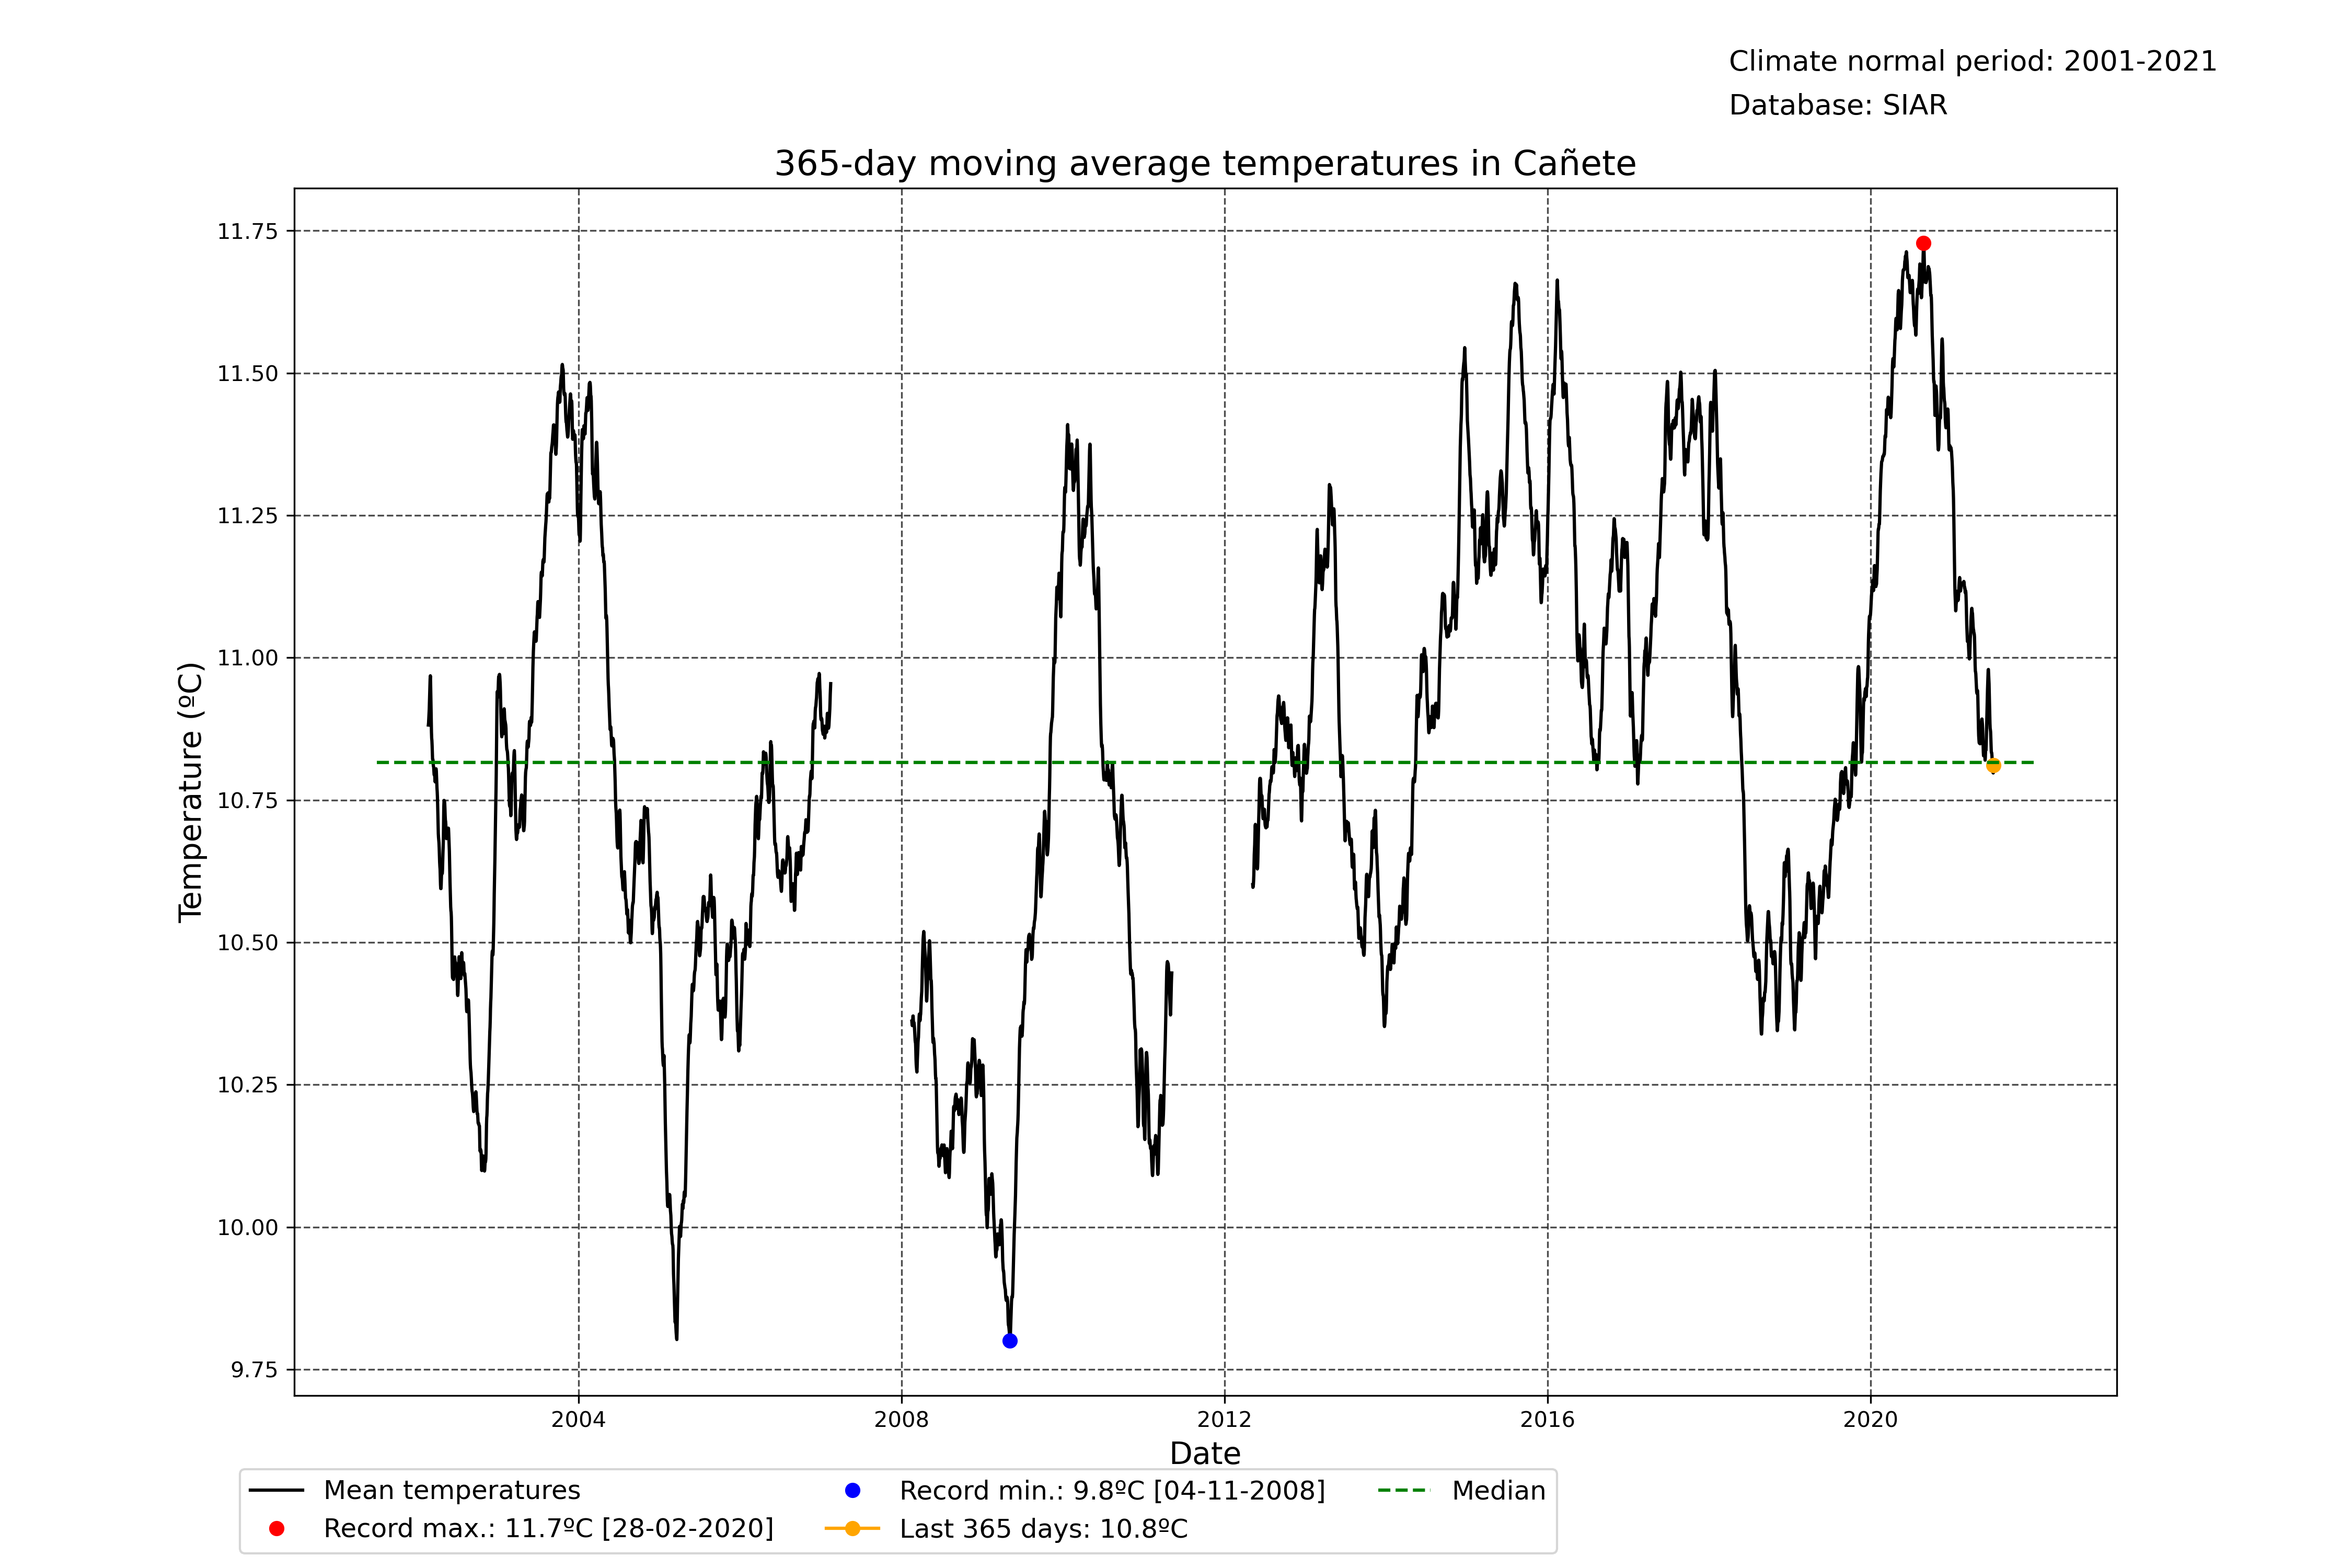 Climate normal period: 2001-2021
Database: SIAR
365-day moving average temperatures in Cañete
11.75
11.50
11.25
11.00
10.75
10.50
10.25
10.00
9.75
Temperature (ºC)
2004 2008 2012 2016 2020
Date
Mean temperatures
Record max.: 11.7ºC [28-02-2020]
Record min.: 9.8ºC [04-11-2008]
Last 365 days: 10.8ºC
Median